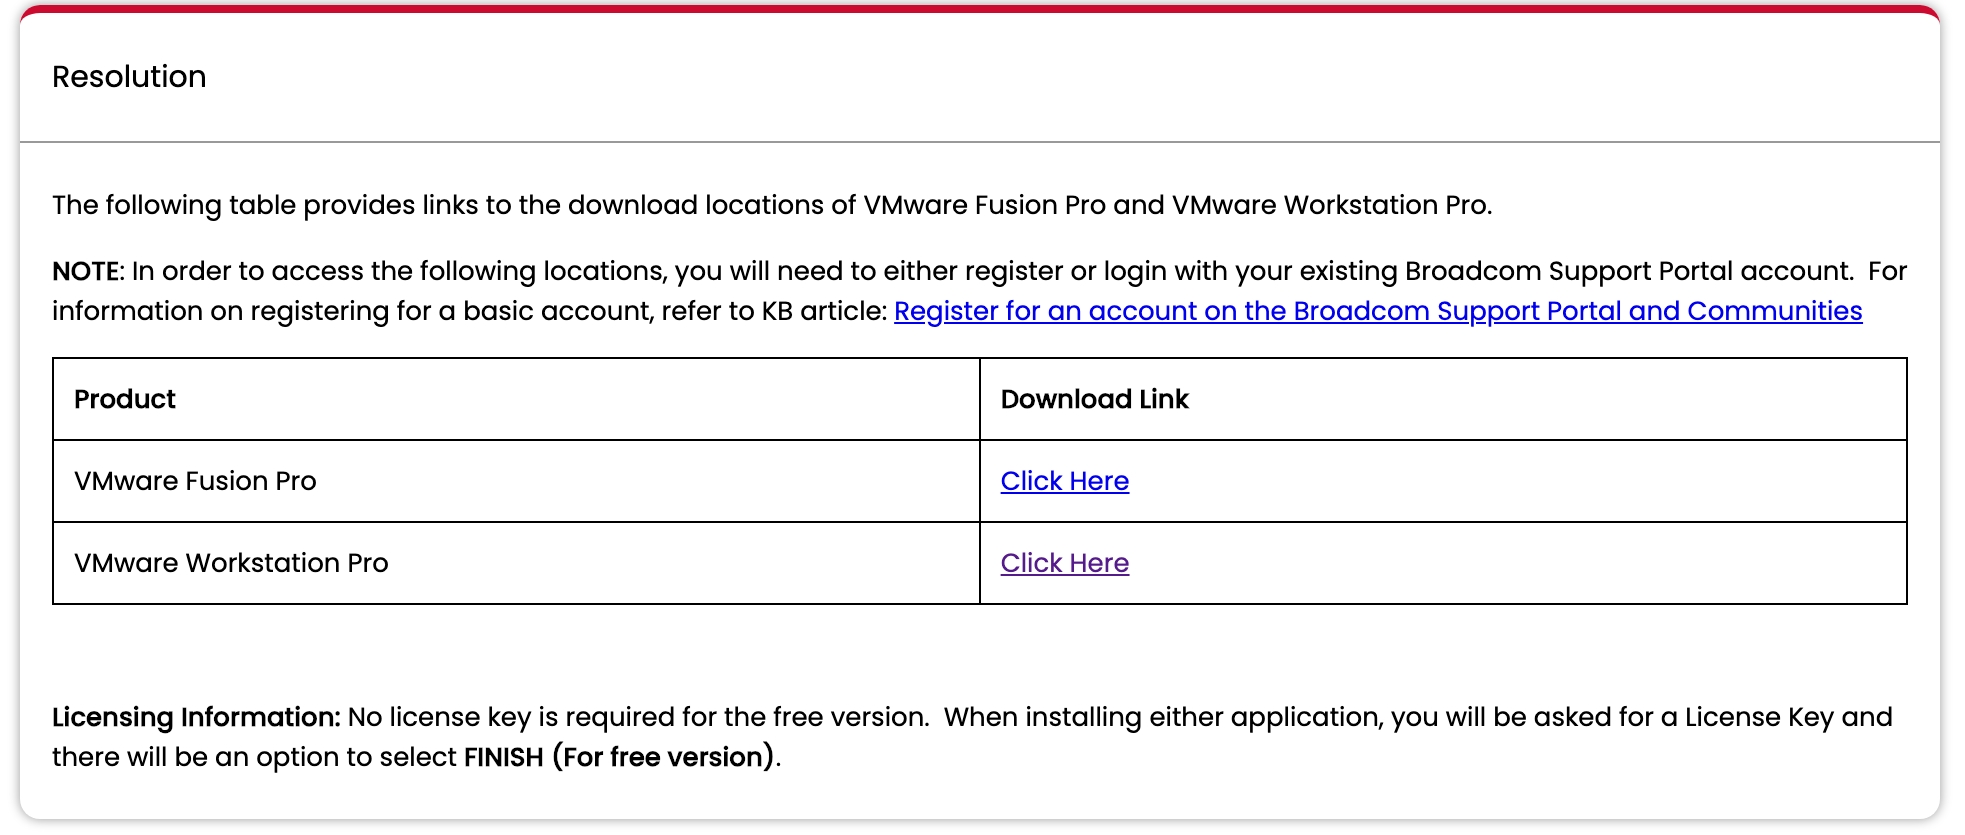 Resolution
The following table provides links to the download locations of VMware Fusion Pro and VMware Workstation Pro.
NOTE: In order to access the following locations, you will need to either register or login with your existing Broadcom Support Portal account.  For
information on registering for a basic account, refer to KB article: Register for an account on the Broadcom Support Portal and Communities
Product Download Link
VMware Fusion Pro Click Here
VMware Workstation Pro Click Here
Licensing Information: No license key is required for the free version.  When installing either application, you will be asked for a License Key and
there will be an option to select FINISH (For free version).